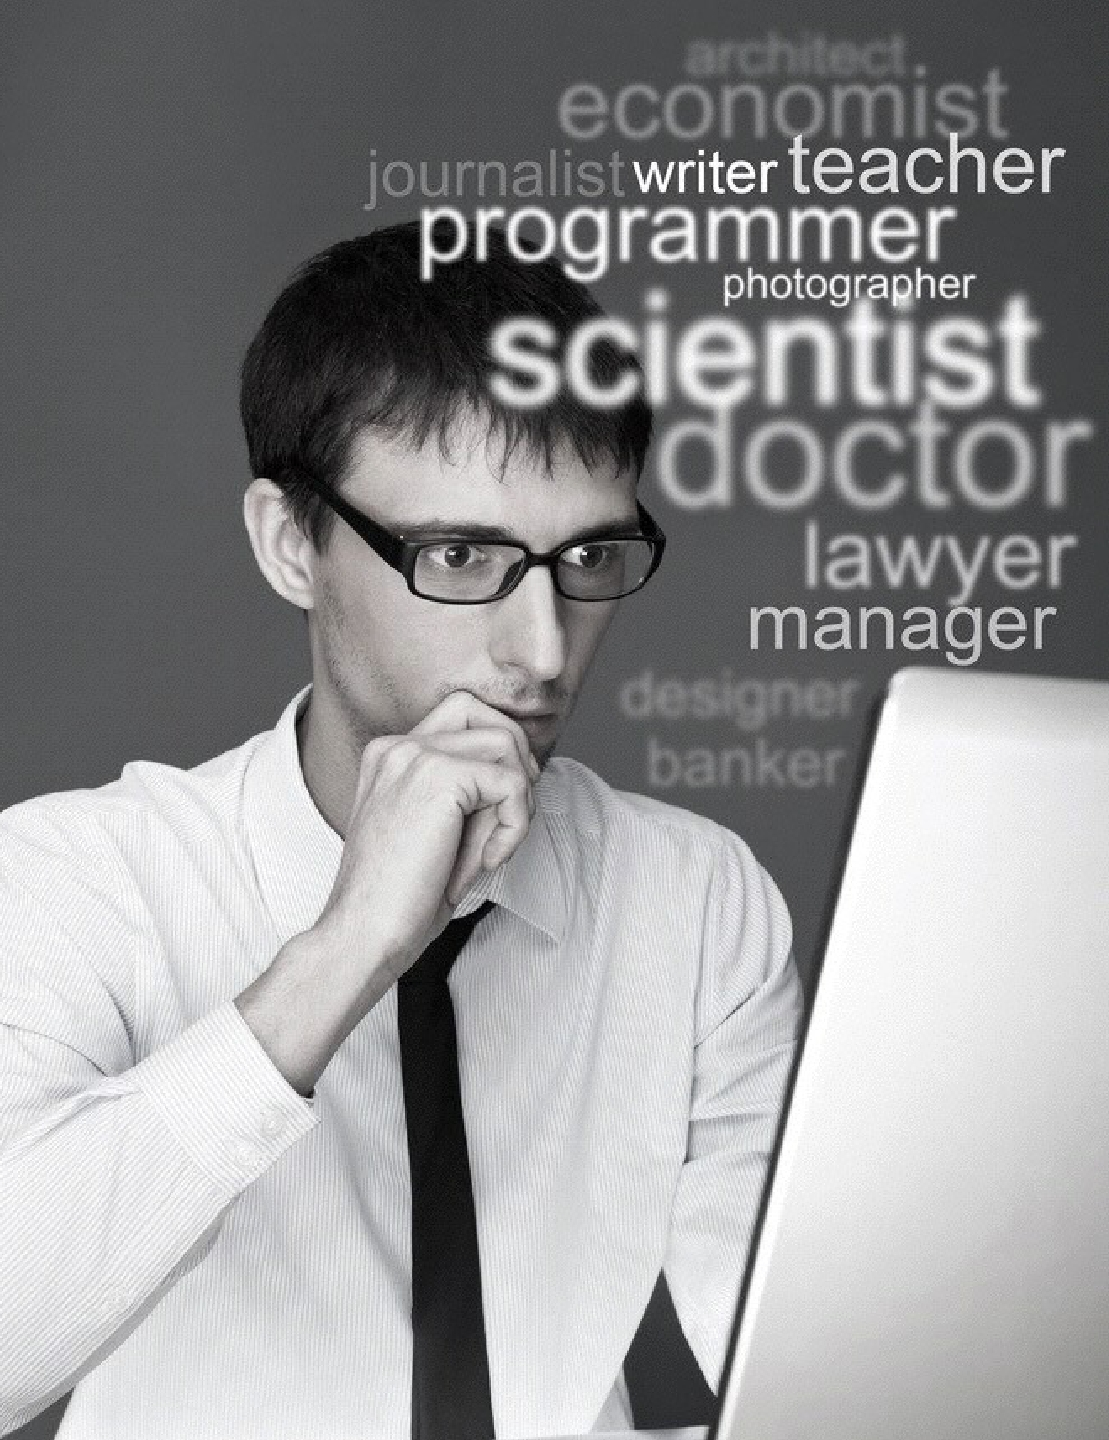 architect
economist
journalist writer teacher
programmer
photographer
scientist
doctor
lawyer
manager
designer
banker